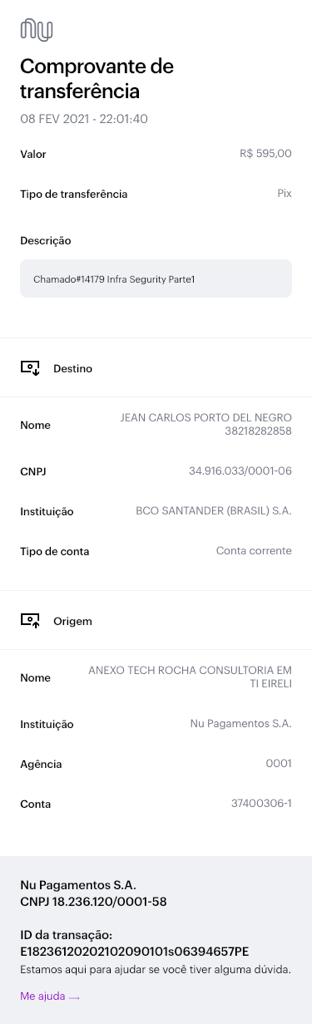 nu
Comprovante de
transferência
08 FEV 2021 - 22:01:40
Valor R$ 595,00
Tipo de transferência Pix
Descrição
Chamado#14179 Infra Segurity Parte1
Destino
Nome JEAN CARLOS PORTO DEL NEGRO
38218282858
CNPJ 34.916.033/0001-06
Instituição BCO SANTANDER (BRASIL) S.A.
Tipo de conta Conta corrente
Origem
Nome ANEXO TECH ROCHA CONSULTORIA EM
TI EIRELI
Instituição Nu Pagamentos S.A.
Agência 0001
Conta 37400306-1
Nu Pagamentos S.A.
CNPJ 18.236.120/0001-58
ID da transação:
E18236120202102090101s06394657PE
Estamos aqui para ajudar se você tiver alguma dúvida.
Me ajuda →